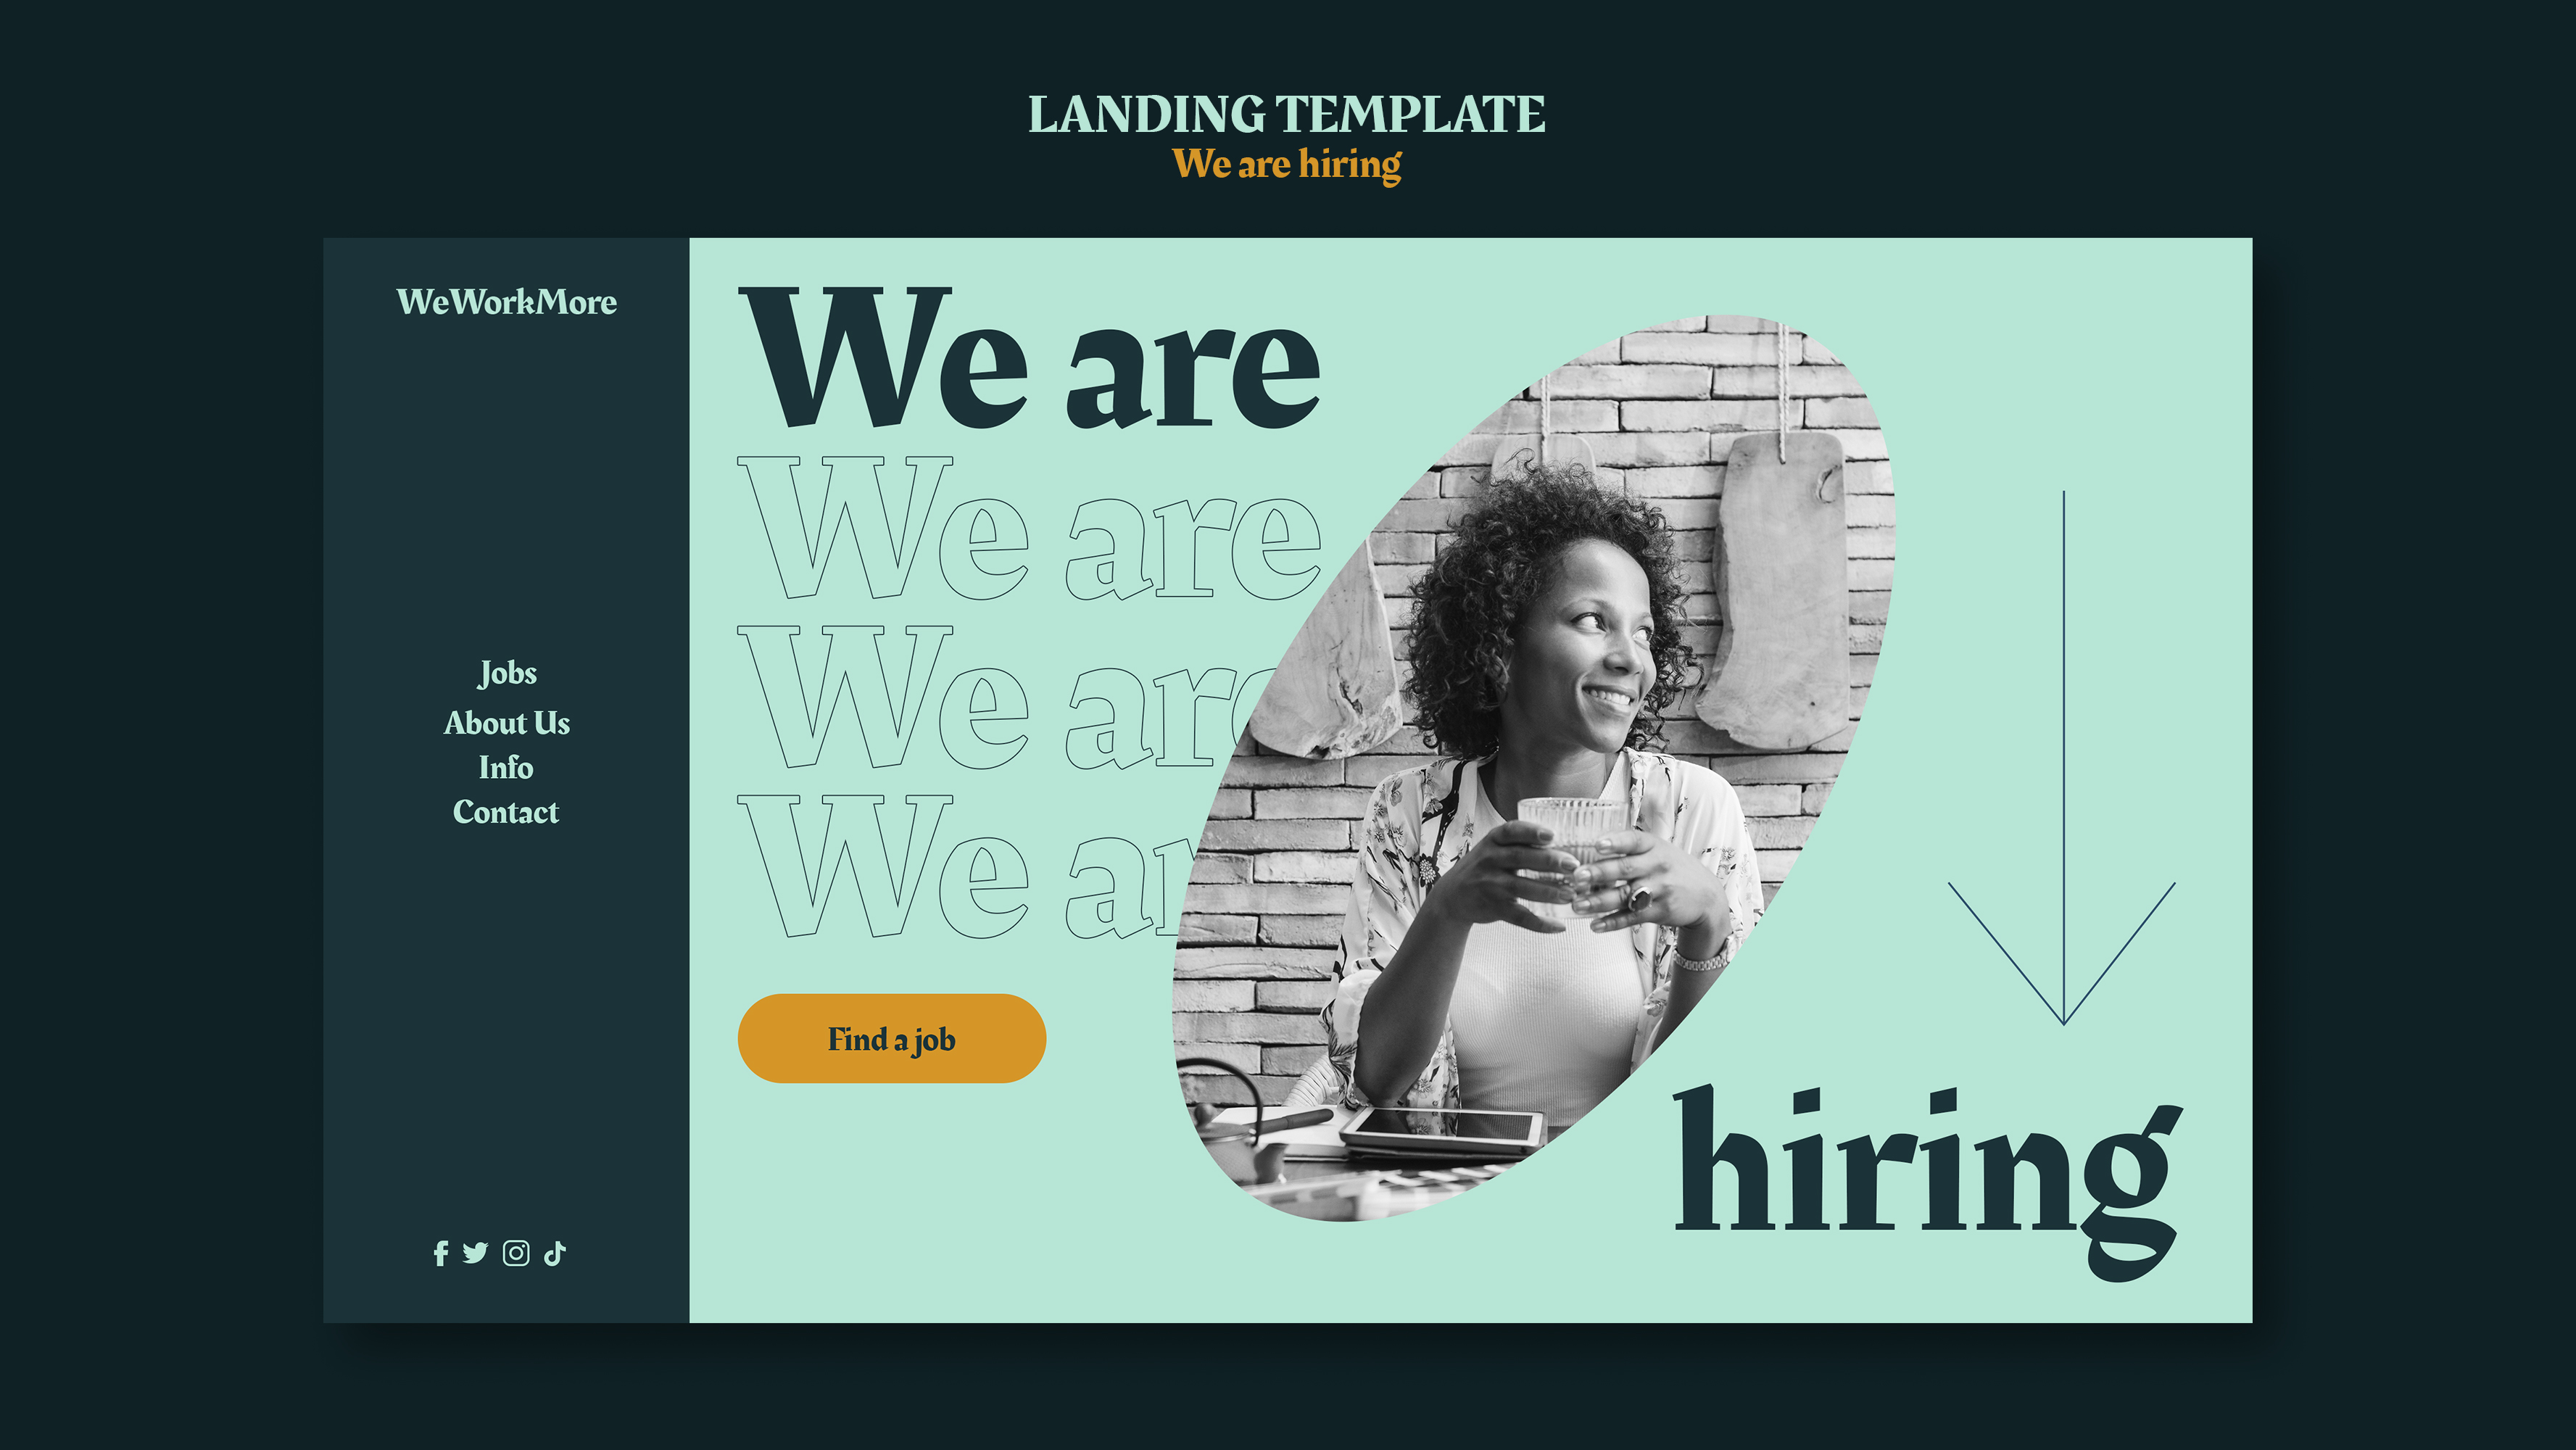 LANDING TEMPLATE
We are hiring
WeWorkMore
Jobs
About Us
Info
Contact
We are
We are
We are
We ar
Find a job
hiring